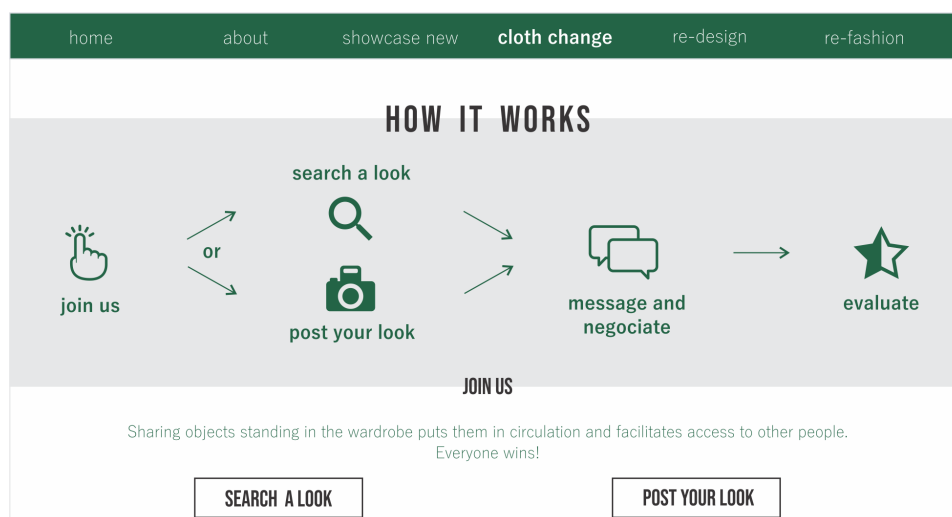 home about showcase new cloth change re-design re-fashion
HOW IT WORKS
search a look
or
join us
post your look
message and
negociate
evaluate
JOIN US
Sharing objects standing in the wardrobe puts them in circulation and facilitates access to other people.
Everyone wins!
SEARCH A LOOK
POST YOUR LOOK